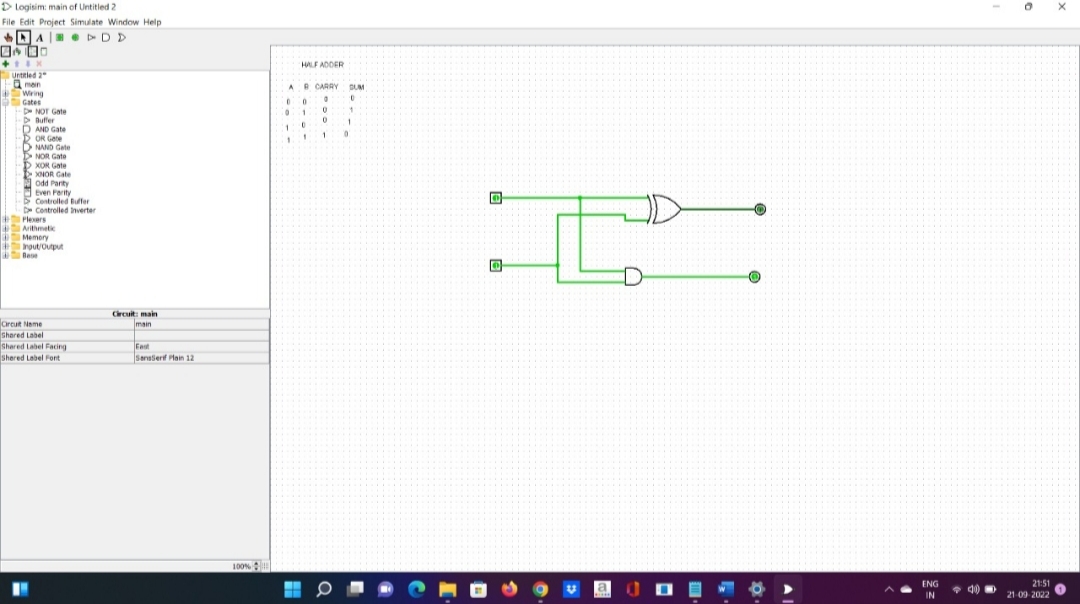 Logisim: main of Untitled 2
File Edit Project Simulate Window Help
A
Untitled 2*
main
Wiring
Gates
NOT Gate
Buffer
AND Gate
OR Gate
NAND Gate
NOR Gate
XOR Gate
XNOR Gate
Odd Parity
Even Parity
Controlled Buffer
Controlled Inverter
Plexers
Arithmetic
Memory
Input/Output
Base
Circuit: main
Circuit Name main
Shared Label
Shared Label Facing East
Shared Label Font SansSerif Plain 12
100%
HALF ADDER
A B CARRY SUM
0 0 0 0
0 1 0 1
1 0 0 1
1 1 1 0
1
1
ENG
IN
21:51
21-09-2022
1